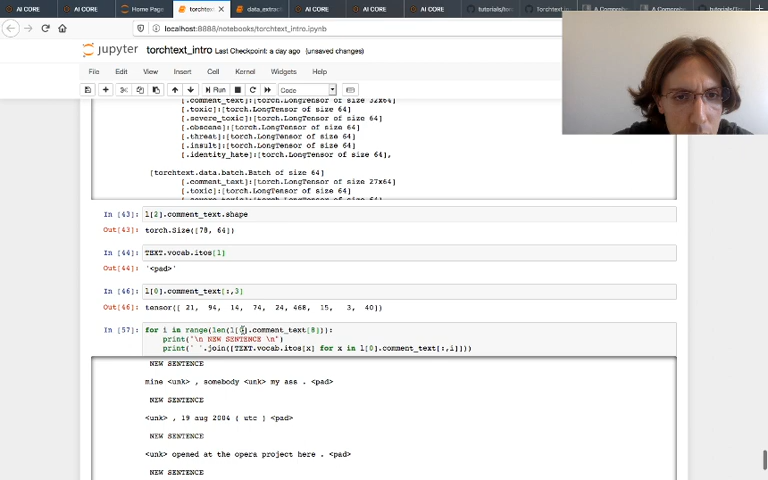 AI CORE
AI CORE
Home Page
torchtext
data_extract
AI CORE
AI CORE
AI CORE
tutorials/tor
Torchtext
A Compreh
A Compreh
localhost:8888/notebooks/torchtext_intro.ipynb
jupyter torchtext_intro Last Checkpoint: a day ago (unsaved changes)
File Edit View Insert Cell Kernel Widgets Help
Run Code
[.comment_text]:[torch.LongTensor of size 32x64]
[.toxic]:[torch.LongTensor of size 64]
[.severe_toxic]:[torch.LongTensor of size 64]
[.obscene]:[torch.LongTensor of size 64]
[.threat]:[torch.LongTensor of size 64]
[.insult]:[torch.LongTensor of size 64]
[.identity_hate]:[torch.LongTensor of size 64],
[torchtext.data.batch.Batch of size 64]
[.comment_text]:[torch.LongTensor of size 27x64]
[.toxic]:[torch.LongTensor of size 64]
In [43]: l[2].comment_text.shape
Out[43]: torch.Size([78, 64])
In [44]: TEXT.vocab.itos[1]
Out[44]: '<pad>'
In [46]: l[0].comment_text[:,3]
Out[46]: tensor([ 21, 94, 14, 74, 24, 468, 15, 3, 40])
In [57]: for i in range(len(l[0].comment_text[8])):
print('\n NEW SENTENCE \n')
print(' '.join([TEXT.vocab.itos[x] for x in l[0].comment_text[:,i]]))
NEW SENTENCE
mine <unk> , somebody <unk> my ass . <pad>
NEW SENTENCE
<unk> , 19 aug 2004 ( utc ) <pad>
NEW SENTENCE
<unk> opened at the opera project here . <pad>
NEW SENTENCE